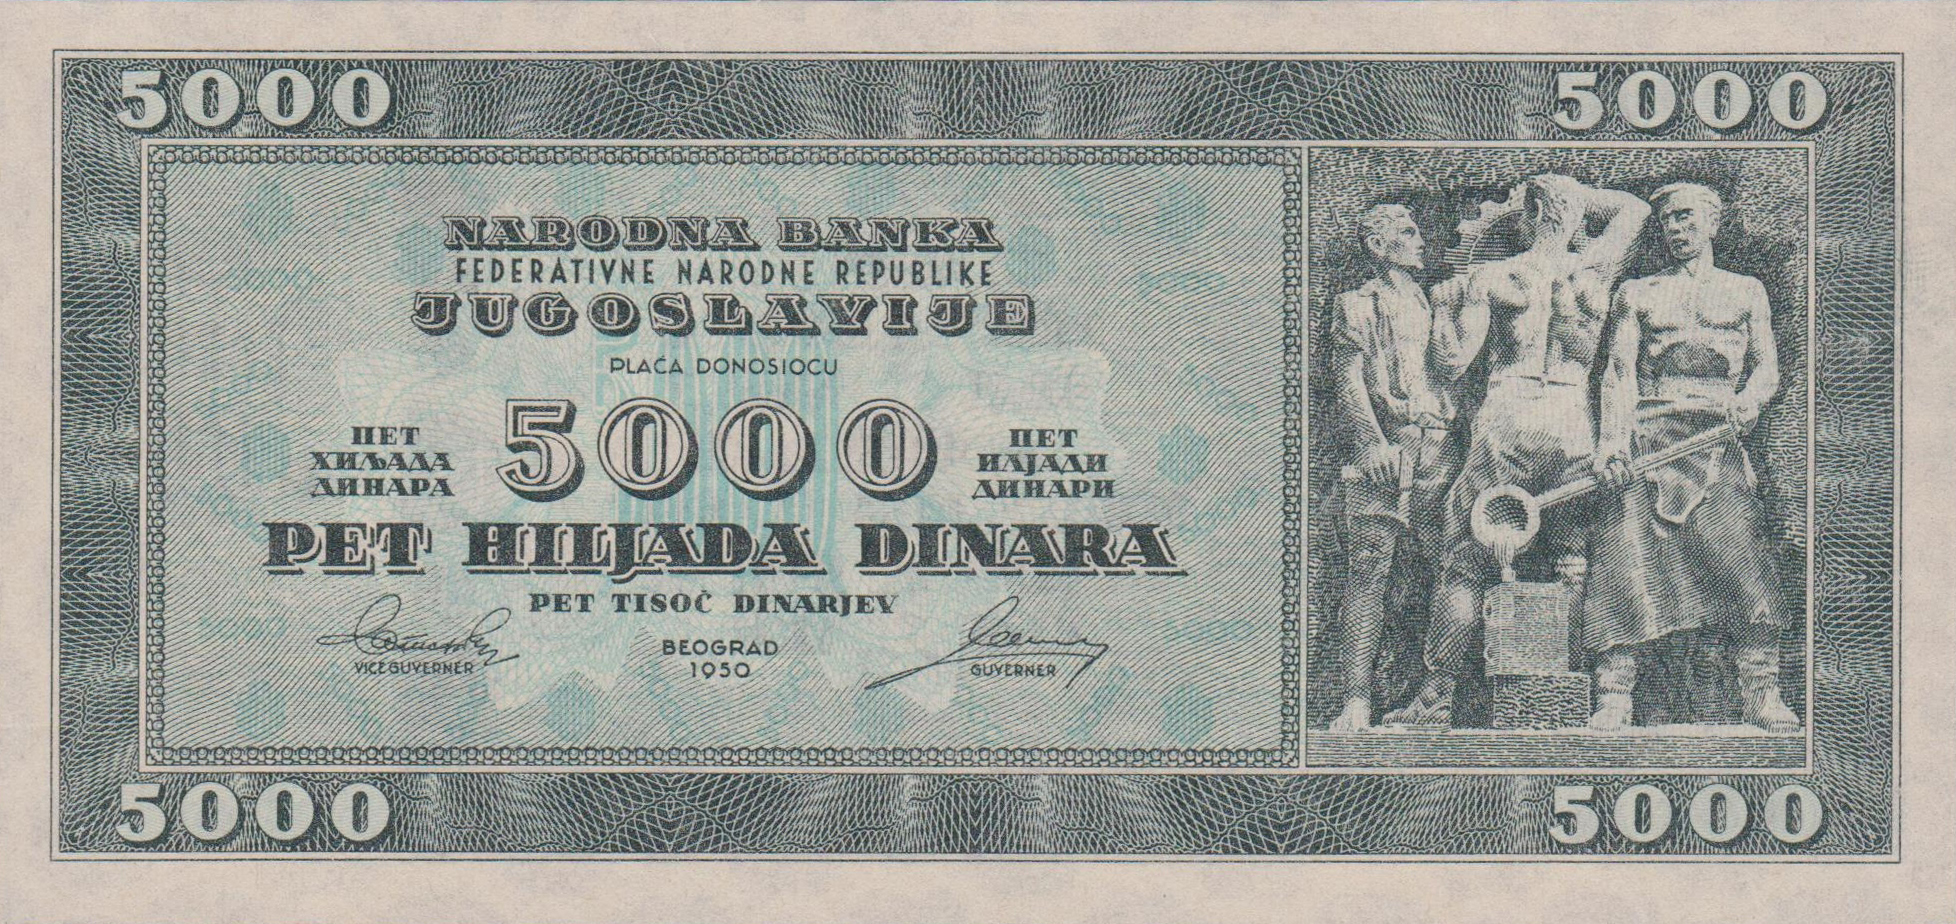 5000
5000
NARODNA BANKA
FEDERATIVNE NARODNE REPUBLIKE
JUGOSLAVIJE
PLAĆA DONOSIOCU
ПЕТ
ХИЉАДА
ДИНАРА
5000
ПЕТ
ИЛЈАДИ
ДИНАРИ
PET HILJADA DINARA
PET TISOČ DINARJEV
VICEGUVERNER
BEOGRAD
1950
GUVERNER
5000
5000